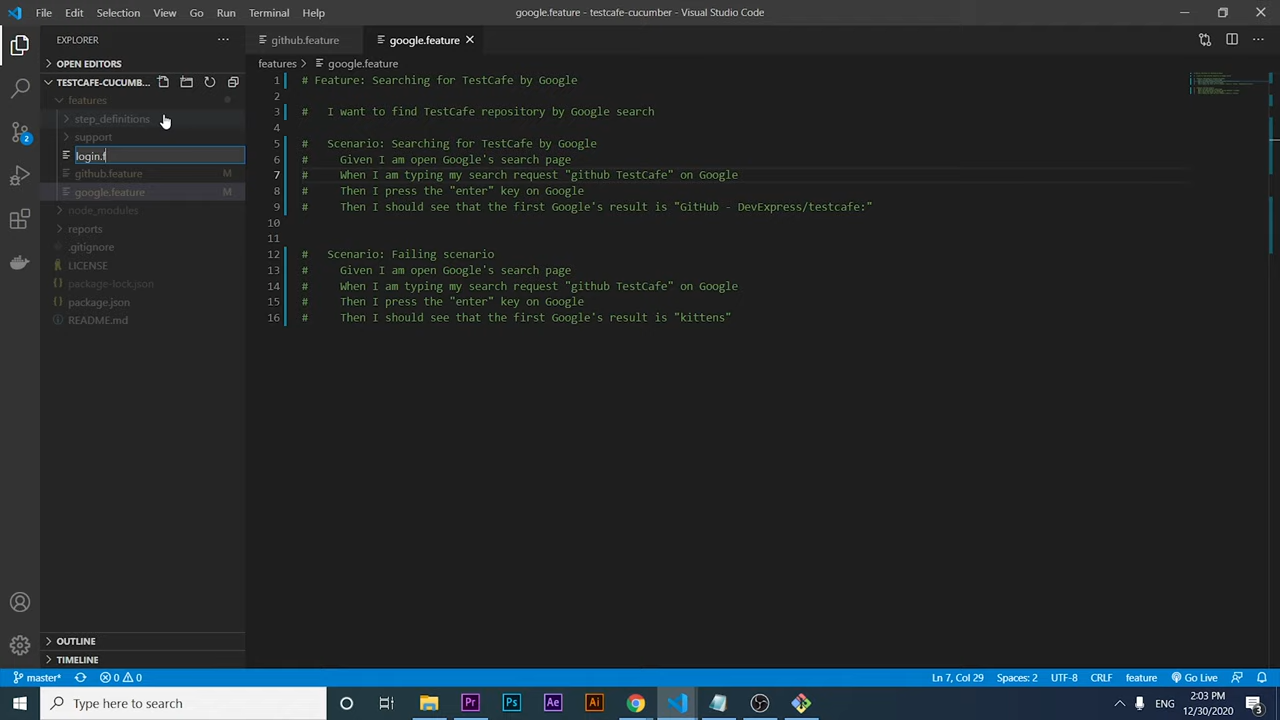 File Edit Selection View Go Run Terminal Help
google.feature - testcafe-cucumber - Visual Studio Code
EXPLORER
OPEN EDITORS
TESTCAFE-CUCUMB...
features
step_definitions
support
login.f
github.feature M
google.feature M
node_modules
reports
.gitignore
LICENSE
package-lock.json
package.json
README.md
OUTLINE
TIMELINE
2
github.feature
google.feature
features > google.feature
1 # Feature: Searching for TestCafe by Google
2
3 # I want to find TestCafe repository by Google search
4
5 # Scenario: Searching for TestCafe by Google
6 # Given I am open Google's search page
7 # When I am typing my search request "github TestCafe" on Google
8 # Then I press the "enter" key on Google
9 # Then I should see that the first Google's result is "GitHub - DevExpress/testcafe:"
10
11
12 # Scenario: Failing scenario
13 # Given I am open Google's search page
14 # When I am typing my search request "github TestCafe" on Google
15 # Then I press the "enter" key on Google
16 # Then I should see that the first Google's result is "kittens"
master* 0 0
Ln 7, Col 29 Spaces: 2 UTF-8 CRLF feature Go Live
Type here to search
Pr Ps Ae Ai
ENG
2:03 PM
12/30/2020
3